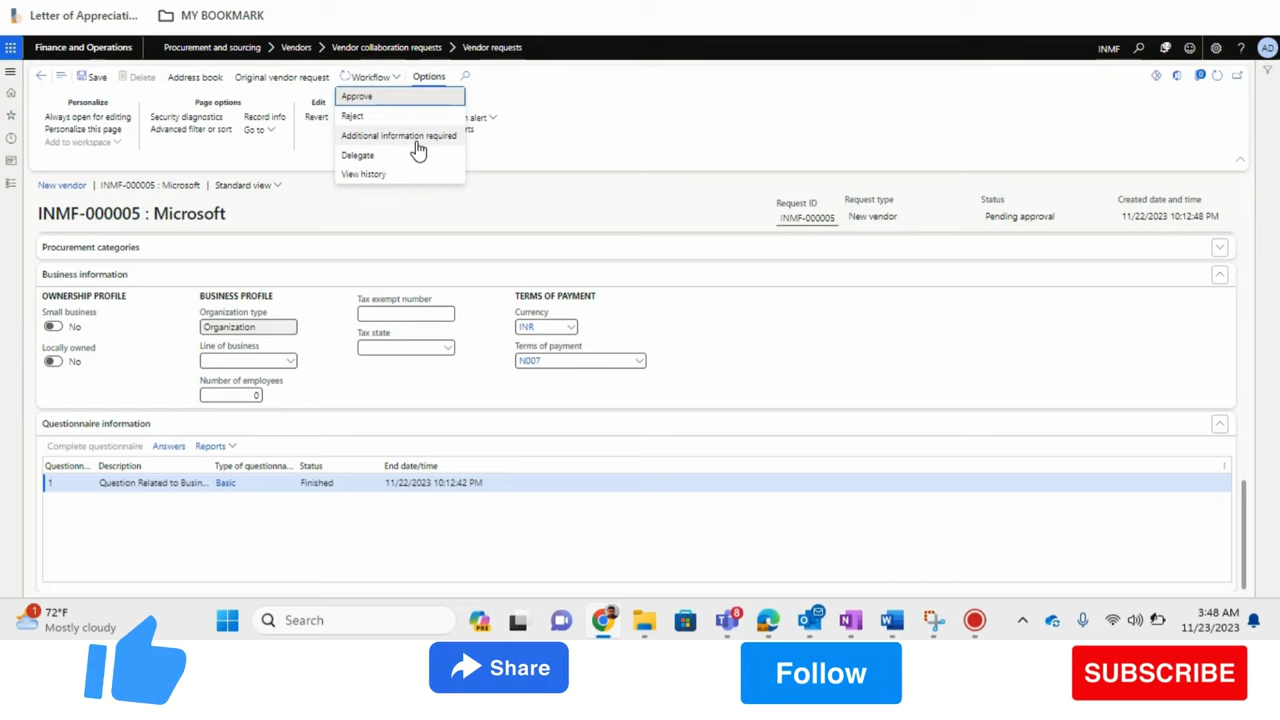 Letter of Appreciati... MY BOOKMARK
Finance and Operations Procurement and sourcing > Vendors > Vendor collaboration requests > Vendor requests INMF ? AD
Save Delete Address book Original vendor request Workflow Options 0
Personalize
Always open for editing
Personalize this page
Add to workspace
Page options
Security diagnostics Record info
Advanced filter or sort Go to
Edit
Revert
Approve
Reject
Additional information required
Delegate
View history
alert
rts
New vendor | INMF-000005 : Microsoft | Standard view
INMF-000005 : Microsoft
Request ID Request type Status Created date and time
INMF-000005 New vendor Pending approval 11/22/2023 10:12:48 PM
Procurement categories
Business information
OWNERSHIP PROFILE
Small business
No
Locally owned
No
BUSINESS PROFILE
Organization type
Organization
Line of business
Number of employees
0
Tax exempt number
Tax state
TERMS OF PAYMENT
Currency
INR
Terms of payment
N007
Questionnaire information
Complete questionnaire Answers Reports
Questionn... Description Type of questionna... Status End date/time
1 Question Related to Busin... Basic Finished 11/22/2023 10:12:42 PM
1 72°F
Mostly cloudy
Search
PRE
8
3:48 AM
11/23/2023
Share
Follow
SUBSCRIBE